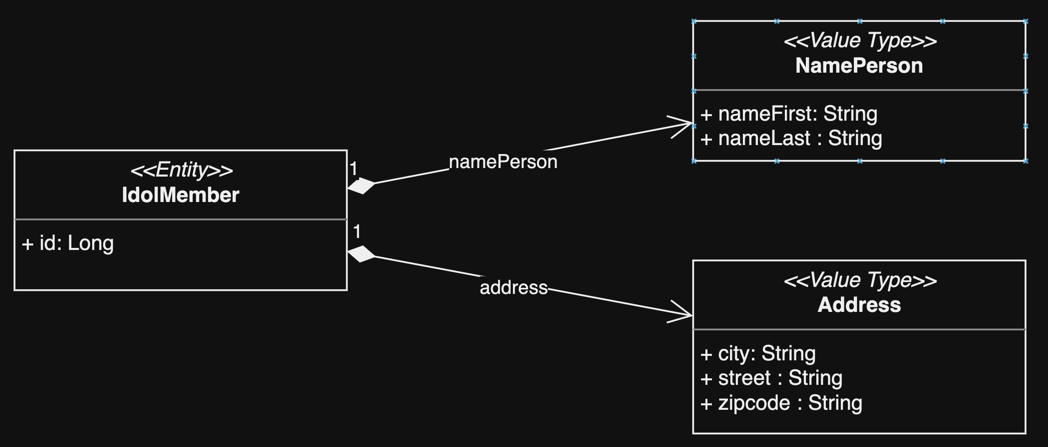 <<Value Type>>
NamePerson
+ nameFirst: String
+ nameLast : String
namePerson
1
<<Entity>>
IdolMember
+ id: Long
1
address
<<Value Type>>
Address
+ city: String
+ street : String
+ zipcode : String